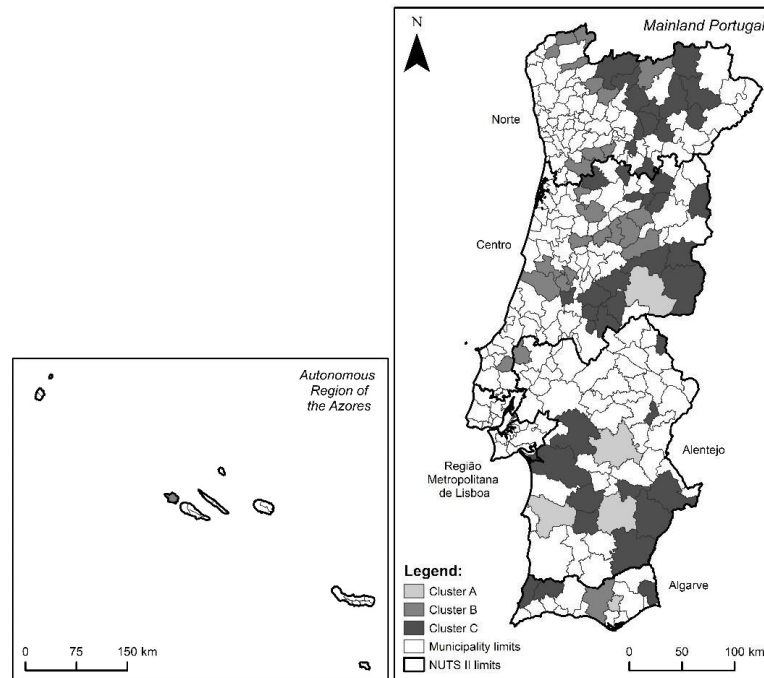 Autonomous
Region of
the Azores
0 75 150 km
N
Mainland Portugal
Norte
Centro
Região
Metropolitana
de Lisboa
Alentejo
Algarve
Legend:
Cluster A
Cluster B
Cluster C
Municipality limits
NUTS II limits
0 50 100 km